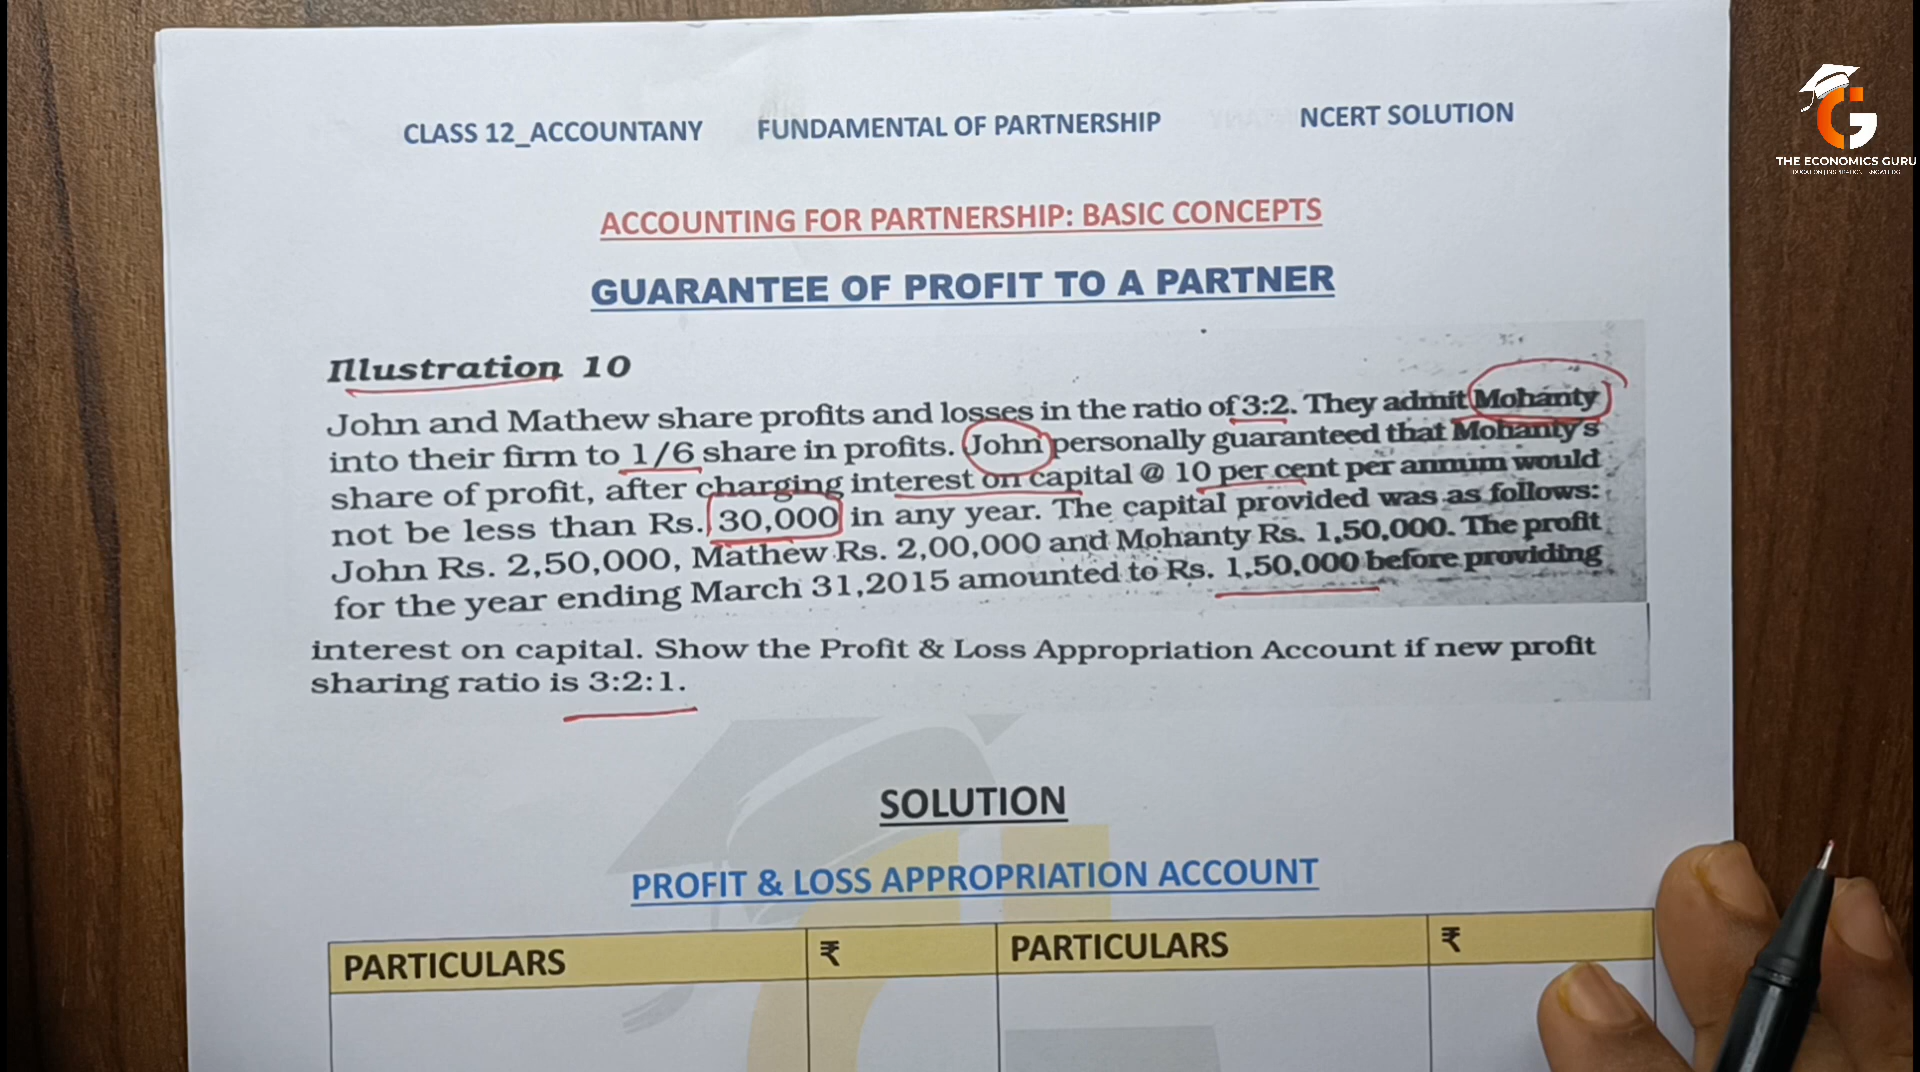 CLASS 12_ACCOUNTANY FUNDAMENTAL OF PARTNERSHIP NCERT SOLUTION
THE ECONOMICS GURU
ACCOUNTING FOR PARTNERSHIP: BASIC CONCEPTS
GUARANTEE OF PROFIT TO A PARTNER
Illustration 10
John and Mathew share profits and losses in the ratio of 3:2. They admit Mohanty
into their firm to 1/6 share in profits. John personally guaranteed that Mohanty's
share of profit, after charging interest on capital @ 10 per cent per annum would
not be less than Rs. 30,000 in any year. The capital provided was as follows:
John Rs. 2,50,000, Mathew Rs. 2,00,000 and Mohanty Rs. 1,50,000. The profit
for the year ending March 31,2015 amounted to Rs. 1,50,000 before providing
interest on capital. Show the Profit & Loss Appropriation Account if new profit
sharing ratio is 3:2:1.
SOLUTION
PROFIT & LOSS APPROPRIATION ACCOUNT
PARTICULARS ₹ PARTICULARS ₹